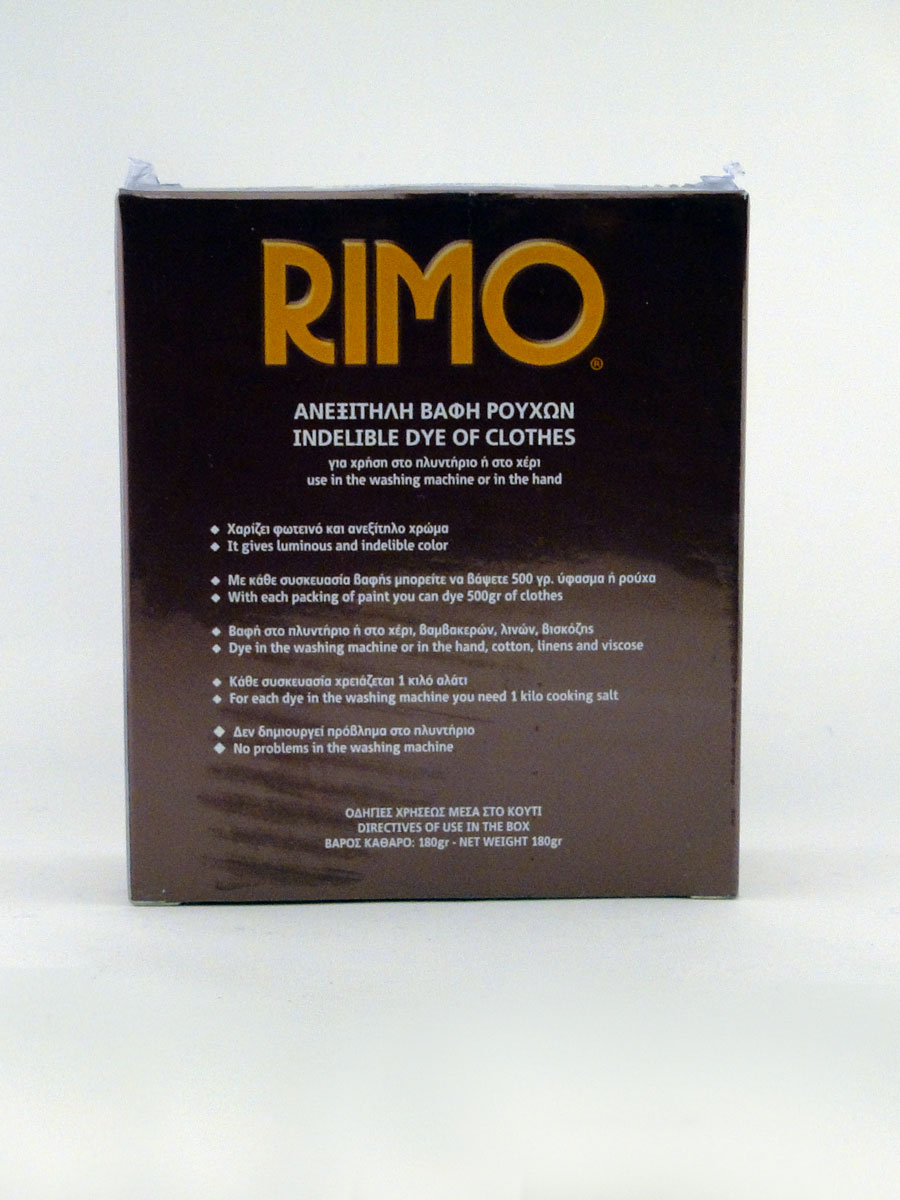 RIMO®
ΑΝΕΞΙΤΗΛΗ ΒΑΦΗ ΡΟΥΧΩΝ
INDELIBLE DYE OF CLOTHES
για χρήση στο πλυντήριο ή στο χέρι
use in the washing machine or in the hand
◆ Χαρίζει φωτεινό και ανεξίτηλο χρώμα
◆ It gives luminous and indelible color
◆ Με κάθε συσκευασία βαφής μπορείτε να βάψετε 500 γρ. ύφασμα ή ρούχα
◆ With each packing of paint you can dye 500gr of clothes
◆ Βαφή στο πλυντήριο ή στο χέρι, βαμβακερών, λινών, βισκόζης
◆ Dye in the washing machine or in the hand, cotton, linens and viscose
◆ Κάθε συσκευασία χρειάζεται 1 κιλό αλάτι
◆ For each dye in the washing machine you need 1 kilo cooking salt
◆ Δεν δημιουργεί πρόβλημα στο πλυντήριο
◆ No problems in the washing machine
ΟΔΗΓΙΕΣ ΧΡΗΣΕΩΣ ΜΕΣΑ ΣΤΟ ΚΟΥΤΙ
DIRECTIVES OF USE IN THE BOX
ΒΑΡΟΣ ΚΑΘΑΡΟ: 180gr - NET WEIGHT 180gr